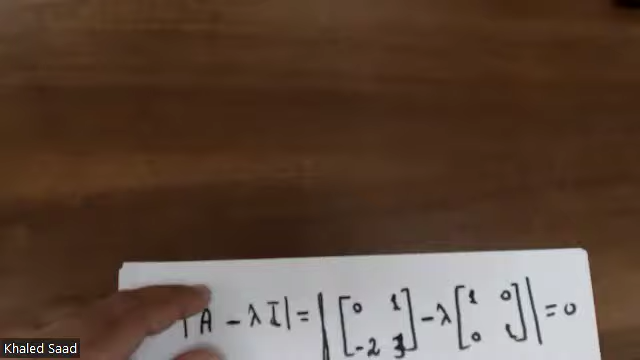 |A - λI| = | [0 1 -2 3] - λ [1 0 0 1] | = 0
Khaled Saad